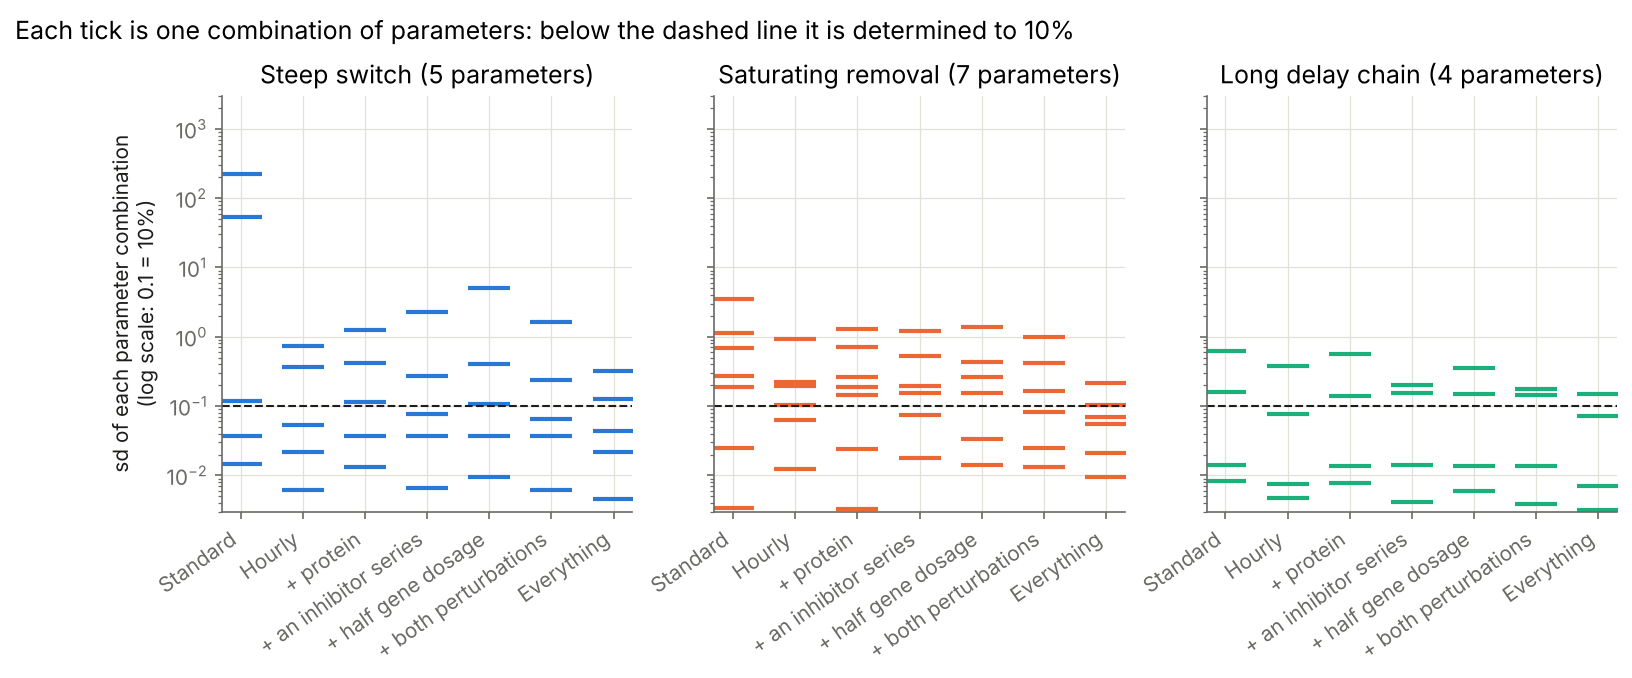 Each tick is one combination of parameters: below the dashed line it is determined to 10%
Steep switch (5 parameters)
Saturating removal (7 parameters)
Long delay chain (4 parameters)
sd of each parameter combination
(log scale: 0.1 = 10%)
10³
10²
10¹
10⁰
10⁻¹
10⁻²
Standard
Hourly
+ protein
+ an inhibitor series
+ half gene dosage
+ both perturbations
Everything
Standard
Hourly
+ protein
+ an inhibitor series
+ half gene dosage
+ both perturbations
Everything
Standard
Hourly
+ protein
+ an inhibitor series
+ half gene dosage
+ both perturbations
Everything